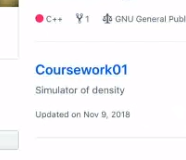 C++ 1 GNU General Publ
Coursework01
Simulator of density
Updated on Nov 9, 2018